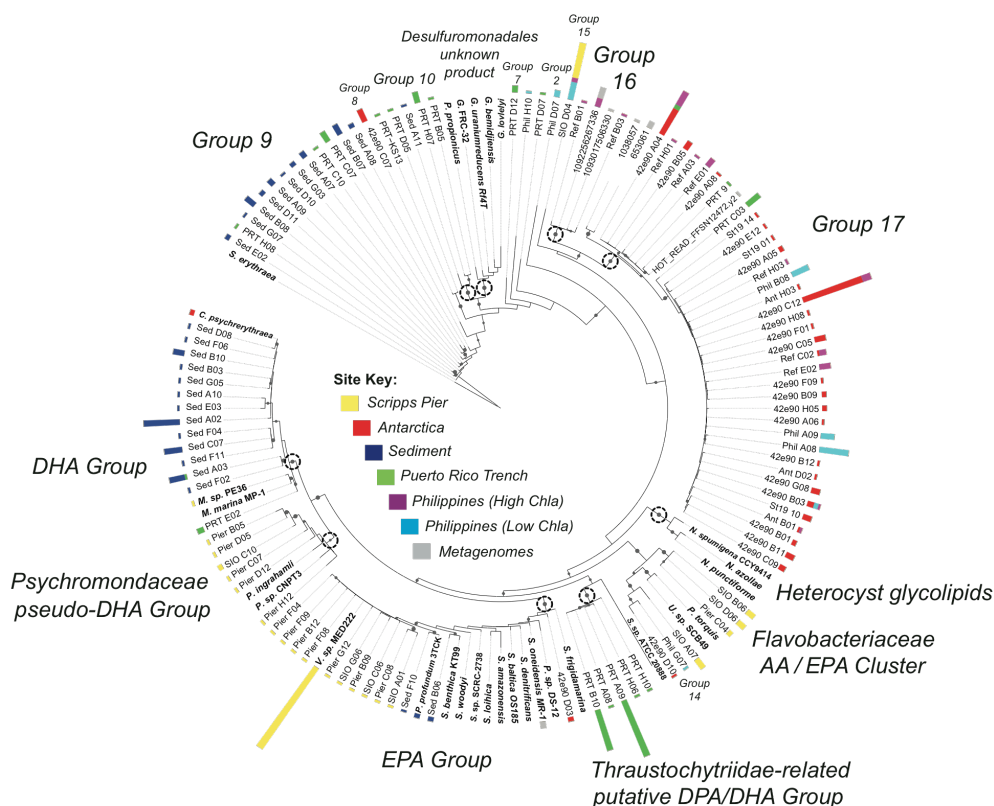 Group
15
Desulfuromonadales
unknown
product
Group
7
Group
2
Group
16
Group 10
Group
8
Group 9
Group 17
S. erythraea
Sed E02
PRT H08
Sed G07
Sed B08
Sed D11
Sed A09
Sed D10
Sed G03
Sed A07
PRT C10
PRT C07
Sed B07
Sed A08
42e90 C07
PRT-KS13
PRT D05
Sed A11
PRT H07
PRT B05
P. propionicus
G. FRC-32
G. uraniumreducens Rf4T
G. bemidjiensis
G. lovleyi
PRT D12
Phil H10
PRT D07
Phil D07
SIO D04
Ref B01
1092256267336
1093017506330
Ref B03
1038057
653061
42e90 A04
Ref H01
42e90 B05
Ref A03
Ref E01
42e90 A08
PRT 9
HOT_READ_FFSN12472.y2
PRT C03
St19 14
42e90 E12
St19 01
42e90 A05
Ref H03
Phil B08
Ant H03
42e90 C12
42e90 H08
42e90 F01
42e90 C05
Ref C02
Ref E02
42e90 F09
42e90 B09
42e90 H05
42e90 A06
Phil A09
Phil A08
42e90 B12
Ant D02
42e90 G08
42e90 B03
St19 10
Ant B01
42e90 B01
42e90 B11
42e90 C09
N. spumigena CCY9414
N. azollae
N. punctiforme
SIO B06
SIO D06
Pier C04
P. torquis
U. sp. SCB49
SIO A07
Phil G07
42e90 D10
S. sp. ATCC 20888
PRT H10
PRT H06
PRT A09
PRT A08
PRT B10
S. frigidamarina
42e90 D03
P. sp. DS-12
S. oneidensis MR-1
S. denitrificans
S. baltica OS185
S. amazonensis
S. loihica
S. sp. SCRC-2738
S. woodyi
S. benthica KT99
Sed B06
P. profundum 3TCK
Sed F10
SIO A01
Pier C08
SIO C06
Pier B09
SIO G06
Pier G12
V. sp. MED222
Pier F08
Pier B12
Pier F09
Pier F04
Pier H12
P. sp. CNPT3
P. ingrahamii
Pier D12
Pier C07
SIO C10
Pier D05
Pier B05
PRT E02
M. marina MP-1
M. sp. PE36
Sed F02
Sed A03
Sed F11
Sed C07
Sed F04
Sed A02
Sed E03
Sed A10
Sed G05
Sed B03
Sed B10
Sed F06
Sed D08
C. psychrerythraea
Site Key:
Scripps Pier
Antarctica
Sediment
Puerto Rico Trench
Philippines (High Chla)
Philippines (Low Chla)
Metagenomes
DHA Group
Psychromondaceae
pseudo-DHA Group
EPA Group
Thraustochytriidae-related
putative DPA/DHA Group
Group
14
Flavobacteriaceae
AA / EPA Cluster
Heterocyst glycolipids